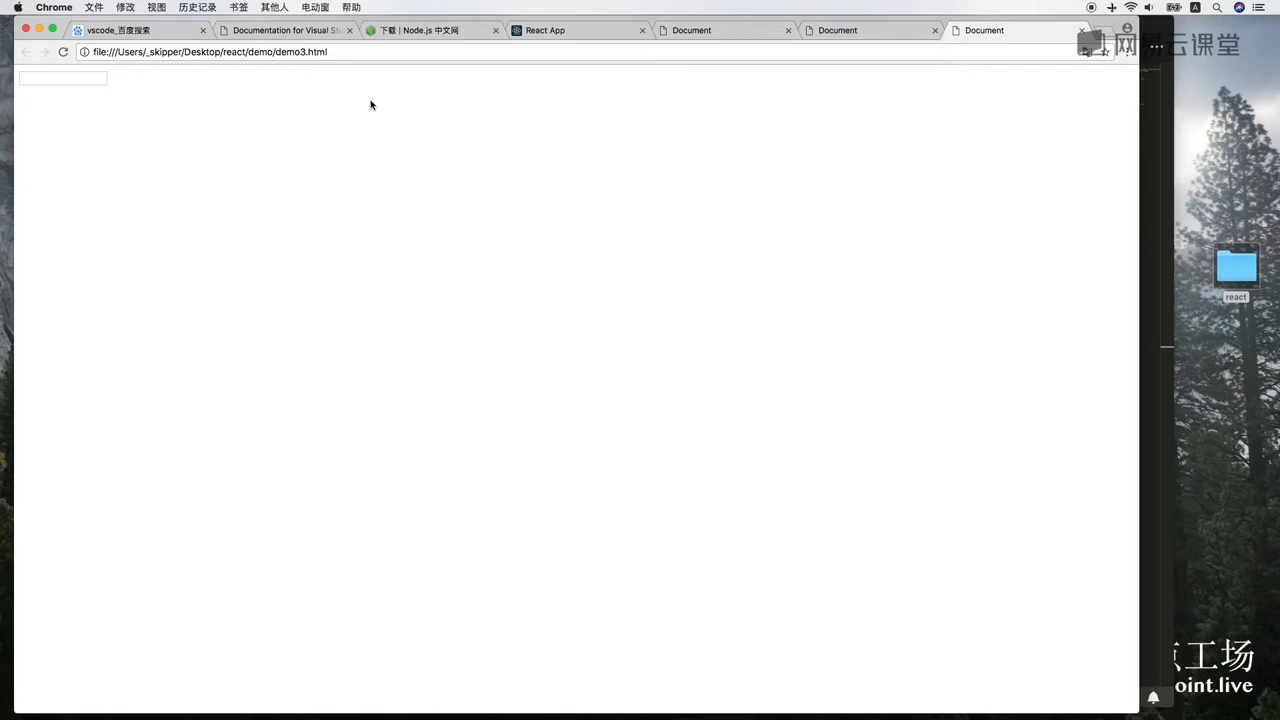 Chrome 文件 修改 视图 历史记录 书签 其他人 电动窗 帮助
vscode_百度搜索 Documentation for Visual Stu 下载 | Node.js 中文网 React App Document Document Document
file:///Users/_skipper/Desktop/react/demo/demo3.html
网易云课堂
react
工场
oint.live